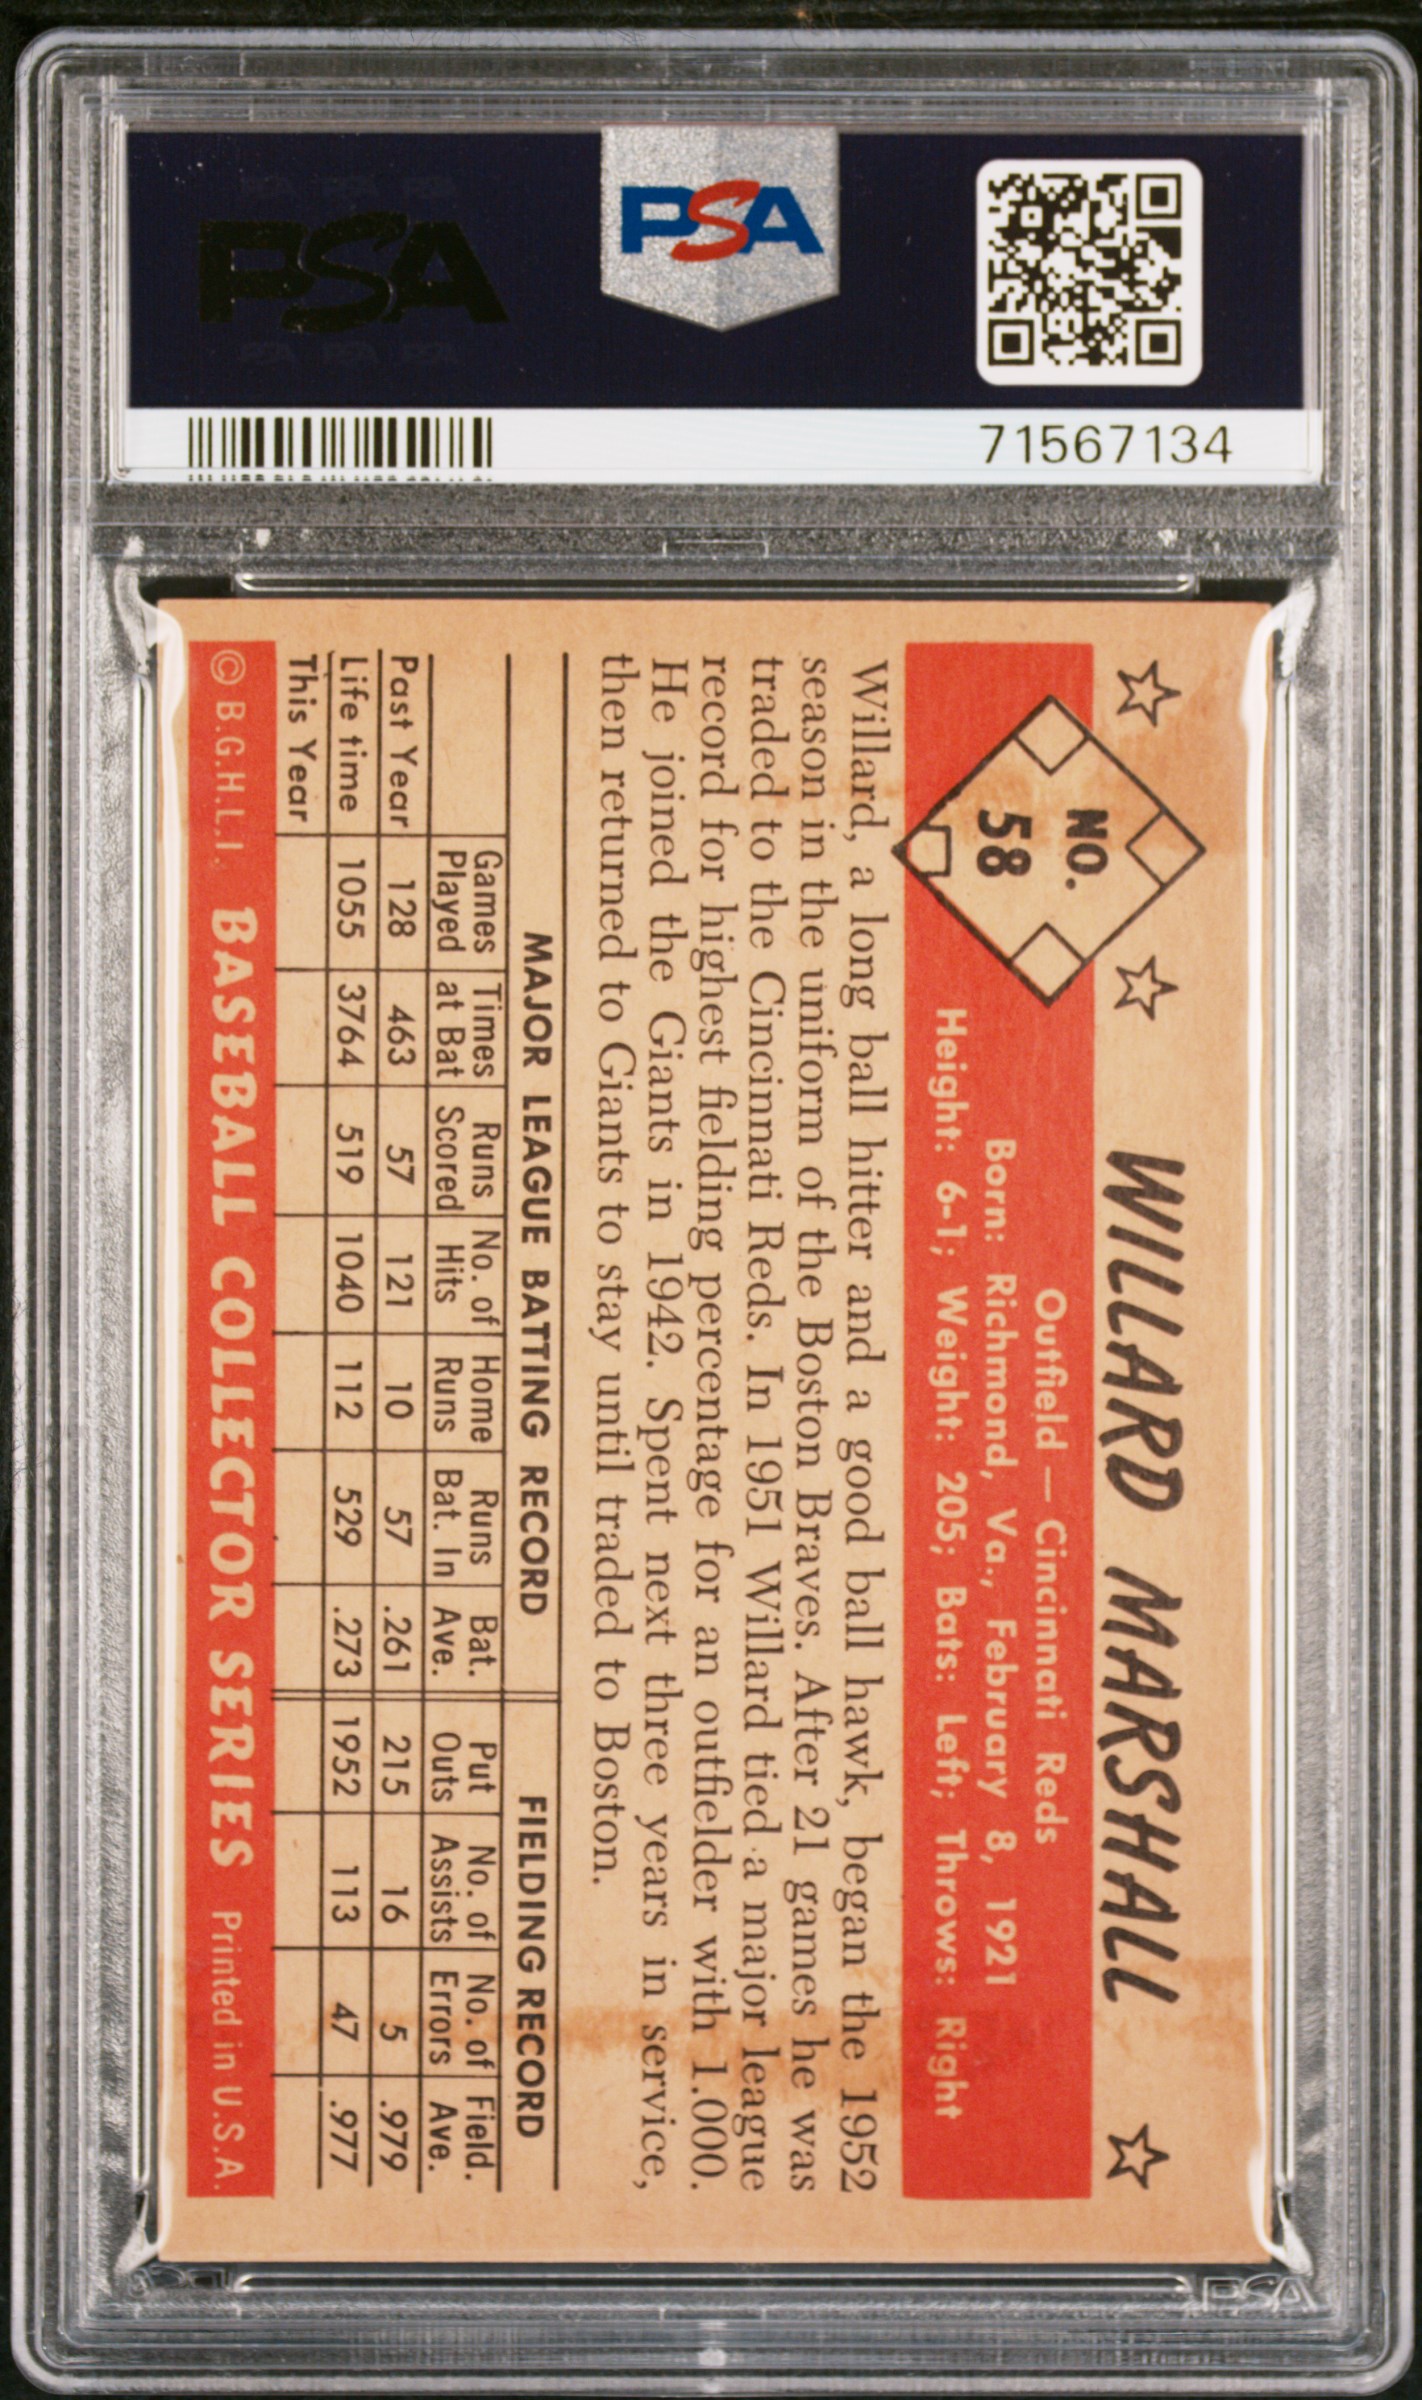 PSA
PSA
71567134
NO.
58
WILLARD MARSHALL
Outfield — Cincinnati Reds
Born: Richmond, Va., February 8, 1921
Height: 6-1; Weight: 205; Bats: Left; Throws: Right
Willard, a long ball hitter and a good ball hawk, began the 1952
season in the uniform of the Boston Braves. After 21 games he was
traded to the Cincinnati Reds. In 1951 Willard tied a major league
record for highest fielding percentage for an outfielder with 1.000.
He joined the Giants in 1942. Spent next three years in service,
then returned to Giants to stay until traded to Boston.
MAJOR LEAGUE BATTING RECORD FIELDING RECORD
Games Times Runs No. of Home Runs Bat. Put No. of No. of Field.
Played at Bat Scored Hits Runs Bat. In Ave. Outs Assists Errors Ave.
Past Year 128 463 57 121 10 57 .261 215 16 5 .979
Life time 1055 3764 519 1040 112 529 .273 1952 113 47 .977
This Year
© B.G.H.L.I. BASEBALL COLLECTOR SERIES Printed in U.S.A.
PSA